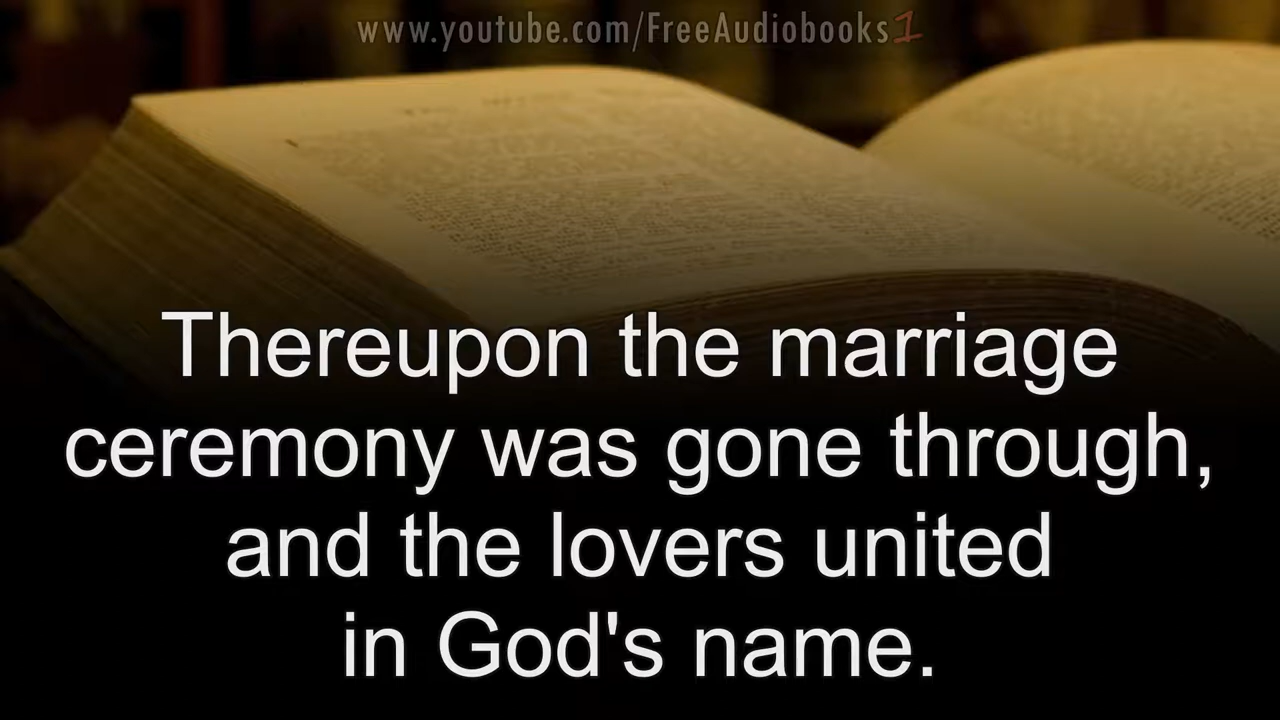 www.youtube.com/FreeAudiobooks1
Thereupon the marriage
ceremony was gone through,
and the lovers united
in God's name.